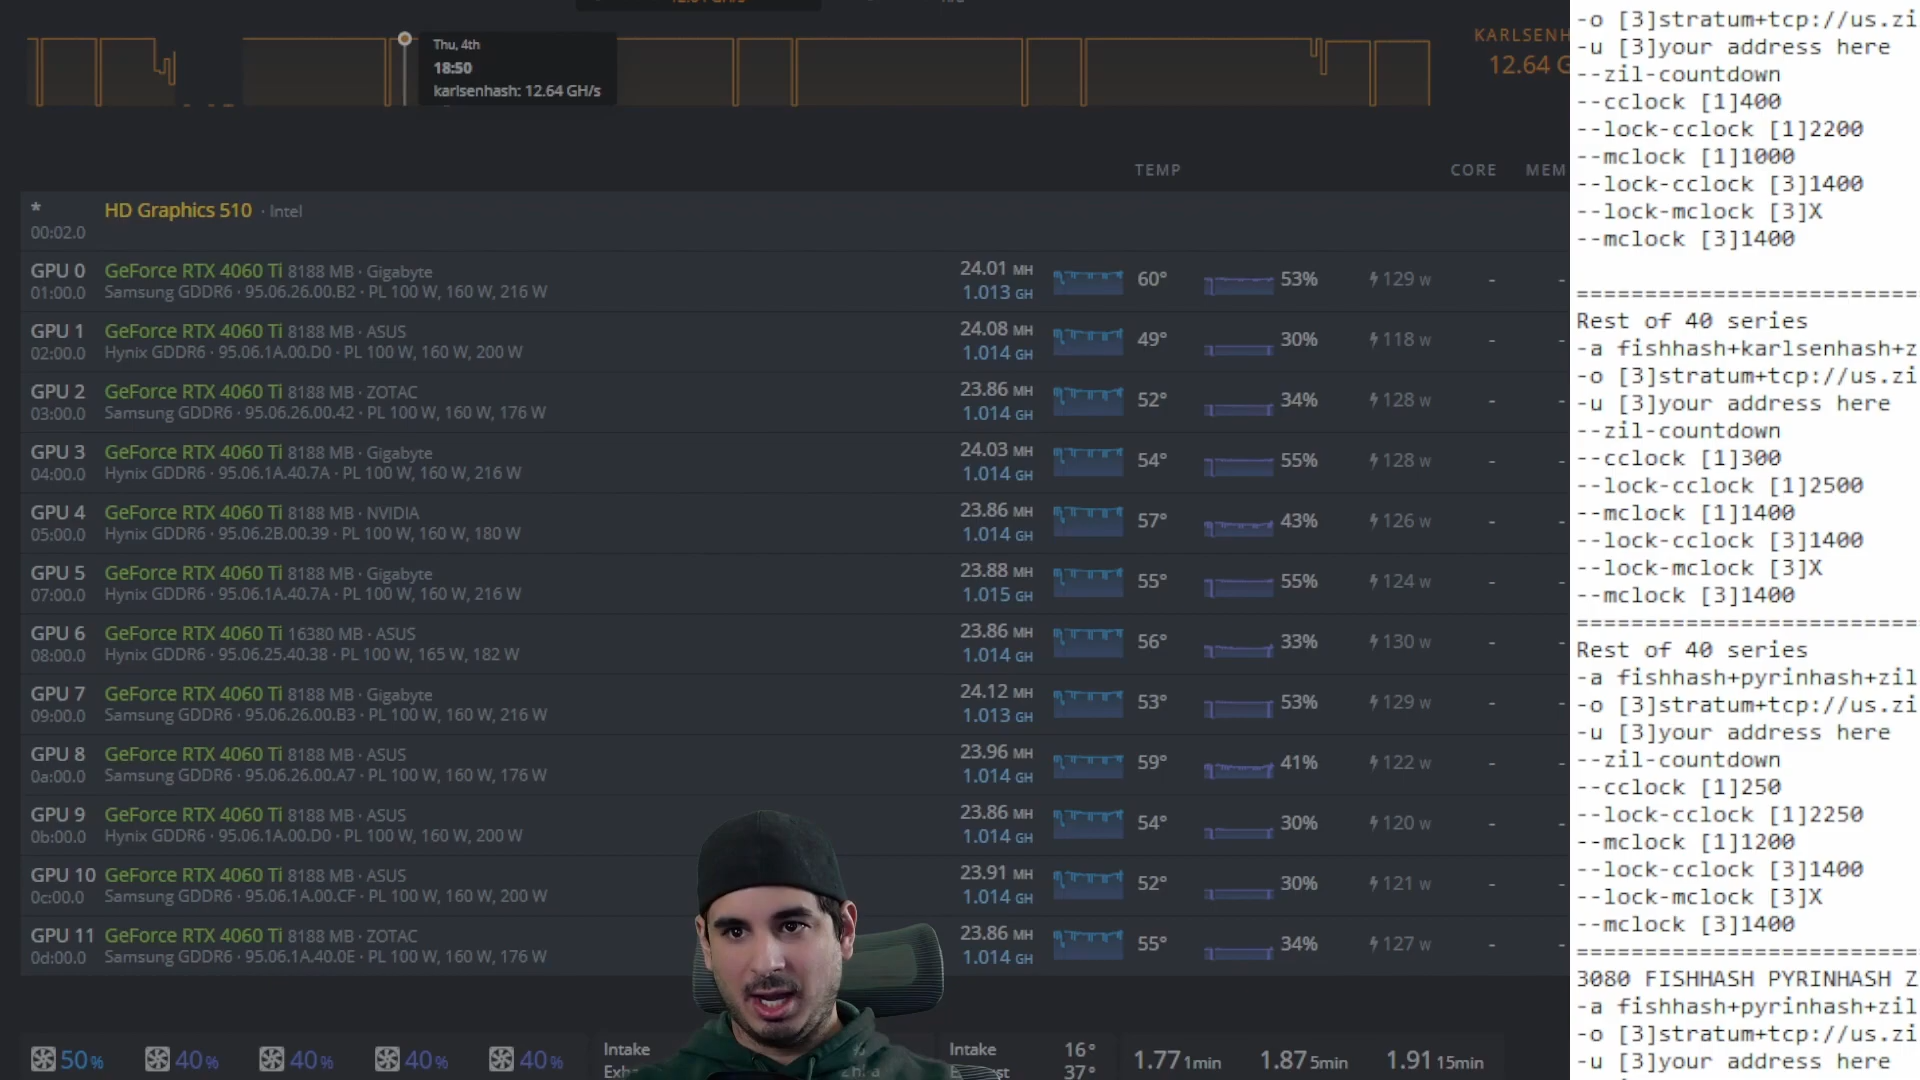 Thu, 4th
18:50
karlsenhash: 12.64 GH/s
KARLSENH
12.64 G
TEMP CORE MEM
* HD Graphics 510 · Intel
00:02.0
GPU 0 GeForce RTX 4060 Ti 8188 MB · Gigabyte 24.01 MH 60° 53% 129 W - -
01:00.0 Samsung GDDR6 · 95.06.26.00.B2 · PL 100 W, 160 W, 216 W 1.013 GH
GPU 1 GeForce RTX 4060 Ti 8188 MB · ASUS 24.08 MH 49° 30% 118 W - -
02:00.0 Hynix GDDR6 · 95.06.1A.00.D0 · PL 100 W, 160 W, 200 W 1.014 GH
GPU 2 GeForce RTX 4060 Ti 8188 MB · ZOTAC 23.86 MH 52° 34% 128 W - -
03:00.0 Samsung GDDR6 · 95.06.26.00.42 · PL 100 W, 160 W, 176 W 1.014 GH
GPU 3 GeForce RTX 4060 Ti 8188 MB · Gigabyte 24.03 MH 54° 55% 128 W - -
04:00.0 Hynix GDDR6 · 95.06.1A.40.7A · PL 100 W, 160 W, 216 W 1.014 GH
GPU 4 GeForce RTX 4060 Ti 8188 MB · NVIDIA 23.86 MH 57° 43% 126 W - -
05:00.0 Hynix GDDR6 · 95.06.2B.00.39 · PL 100 W, 160 W, 180 W 1.014 GH
GPU 5 GeForce RTX 4060 Ti 8188 MB · Gigabyte 23.88 MH 55° 55% 124 W - -
07:00.0 Hynix GDDR6 · 95.06.1A.40.7A · PL 100 W, 160 W, 216 W 1.015 GH
GPU 6 GeForce RTX 4060 Ti 16380 MB · ASUS 23.86 MH 56° 33% 130 W - -
08:00.0 Hynix GDDR6 · 95.06.25.40.38 · PL 100 W, 165 W, 182 W 1.014 GH
GPU 7 GeForce RTX 4060 Ti 8188 MB · Gigabyte 24.12 MH 53° 53% 129 W - -
09:00.0 Samsung GDDR6 · 95.06.26.00.B3 · PL 100 W, 160 W, 216 W 1.013 GH
GPU 8 GeForce RTX 4060 Ti 8188 MB · ASUS 23.96 MH 59° 41% 122 W - -
0a:00.0 Samsung GDDR6 · 95.06.26.00.A7 · PL 100 W, 160 W, 176 W 1.014 GH
GPU 9 GeForce RTX 4060 Ti 8188 MB · ASUS 23.86 MH 54° 30% 120 W - -
0b:00.0 Hynix GDDR6 · 95.06.1A.00.D0 · PL 100 W, 160 W, 200 W 1.014 GH
GPU 10 GeForce RTX 4060 Ti 8188 MB · ASUS 23.91 MH 52° 30% 121 W - -
0c:00.0 Samsung GDDR6 · 95.06.1A.00.CF · PL 100 W, 160 W, 200 W 1.014 GH
GPU 11 GeForce RTX 4060 Ti 8188 MB · ZOTAC 23.86 MH 55° 34% 127 W - -
0d:00.0 Samsung GDDR6 · 95.06.1A.40.0E · PL 100 W, 160 W, 176 W 1.014 GH
50% 40% 40% 40% 40%
Intake
Intake 16°
37°
1.77 1min 1.87 5min 1.91 15min
-o [3]stratum+tcp://us.zi
-u [3]your address here
--zil-countdown
--cclock [1]400
--lock-cclock [1]2200
--mclock [1]1000
--lock-cclock [3]1400
--lock-mclock [3]X
--mclock [3]1400
=========================
Rest of 40 series
-a fishhash+karlsenhash+z
-o [3]stratum+tcp://us.zi
-u [3]your address here
--zil-countdown
--cclock [1]300
--lock-cclock [1]2500
--mclock [1]1400
--lock-cclock [3]1400
--lock-mclock [3]X
--mclock [3]1400
=========================
Rest of 40 series
-a fishhash+pyrinhash+zil
-o [3]stratum+tcp://us.zi
-u [3]your address here
--zil-countdown
--cclock [1]250
--lock-cclock [1]2250
--mclock [1]1200
--lock-cclock [3]1400
--lock-mclock [3]X
--mclock [3]1400
=========================
3080 FISHHASH PYRINHASH Z
-a fishhash+pyrinhash+zil
-o [3]stratum+tcp://us.zi
-u [3]your address here